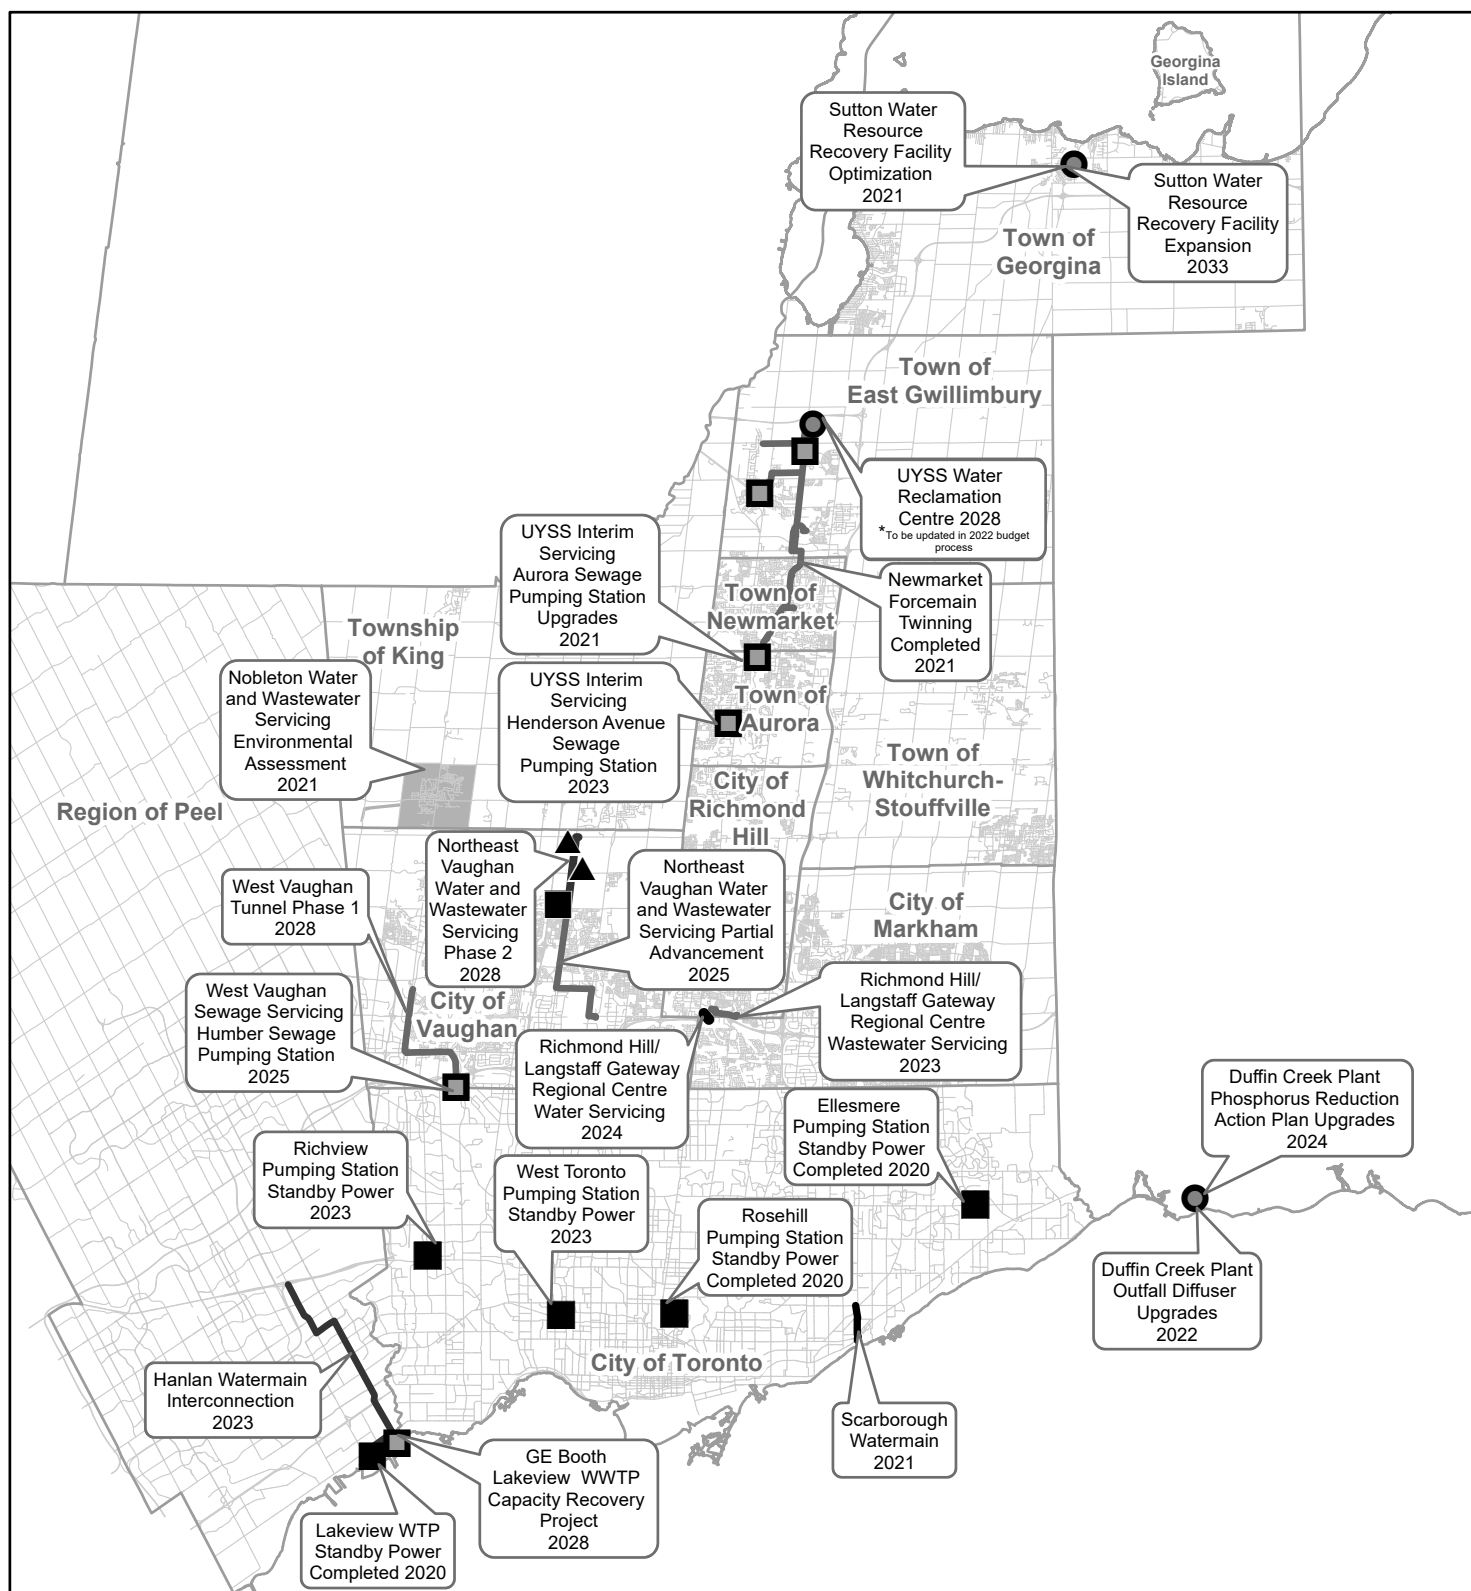 Georgina
Island
Sutton Water
Resource
Recovery Facility
Optimization
2021
Sutton Water
Resource
Recovery Facility
Expansion
2033
Town of
Georgina
Town of
East Gwillimbury
UYSS Water
Reclamation
Centre 2028
*To be updated in 2022 budget
process
UYSS Interim
Servicing
Aurora Sewage
Pumping Station
Upgrades
2021
Newmarket
Forcemain
Twinning
Completed
2021
Town of
Newmarket
Township
of King
Nobleton Water
and Wastewater
Servicing
Environmental
Assessment
2021
UYSS Interim
Servicing
Henderson Avenue
Sewage
Pumping Station
2023
Town of
Aurora
Town of
Whitchurch-
Stouffville
City of
Richmond
Hill
Region of Peel
Northeast
Vaughan
Water and
Wastewater
Servicing
Phase 2
2028
Northeast
Vaughan Water
and Wastewater
Servicing Partial
Advancement
2025
West Vaughan
Tunnel Phase 1
2028
City of
Markham
West Vaughan
Sewage Servicing
Humber Sewage
Pumping Station
2025
City of
Vaughan
Richmond Hill/
Langstaff Gateway
Regional Centre
Wastewater Servicing
2023
Richmond Hill/
Langstaff Gateway
Regional Centre
Water Servicing
2024
Ellesmere
Pumping Station
Standby Power
Completed 2020
Duffin Creek Plant
Phosphorus Reduction
Action Plan Upgrades
2024
Richview
Pumping Station
Standby Power
2023
West Toronto
Pumping Station
Standby Power
2023
Rosehill
Pumping Station
Standby Power
Completed 2020
Duffin Creek Plant
Outfall Diffuser
Upgrades
2022
City of Toronto
Hanlan Watermain
Interconnection
2023
Scarborough
Watermain
2021
GE Booth
Lakeview WWTP
Capacity Recovery
Project
2028
Lakeview WTP
Standby Power
Completed 2020